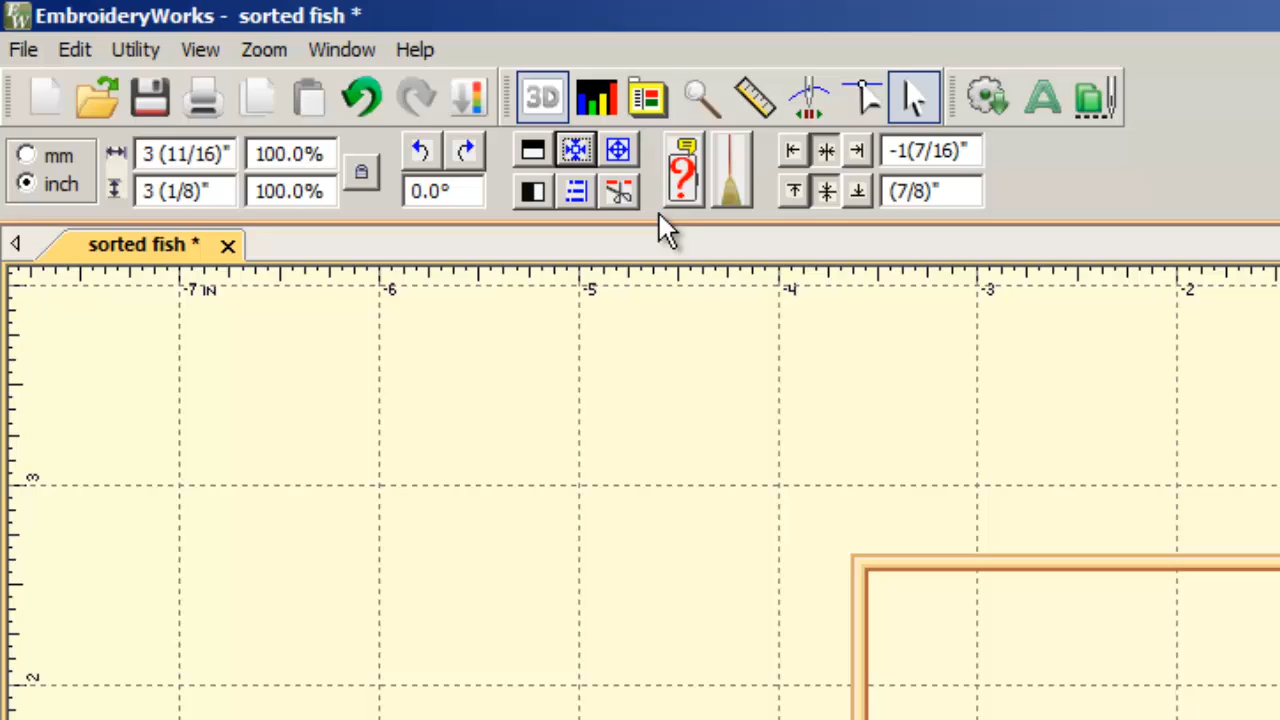 EW EmbroideryWorks - sorted fish *
File Edit Utility View Zoom Window Help
3D A
mm 3 (11/16)" 100.0% ? -1(7/16)"
inch 3 (1/8)" 100.0% 0.0° (7/8)"
sorted fish *
-7 IN -6 -5 -4 -3 -2
3
2